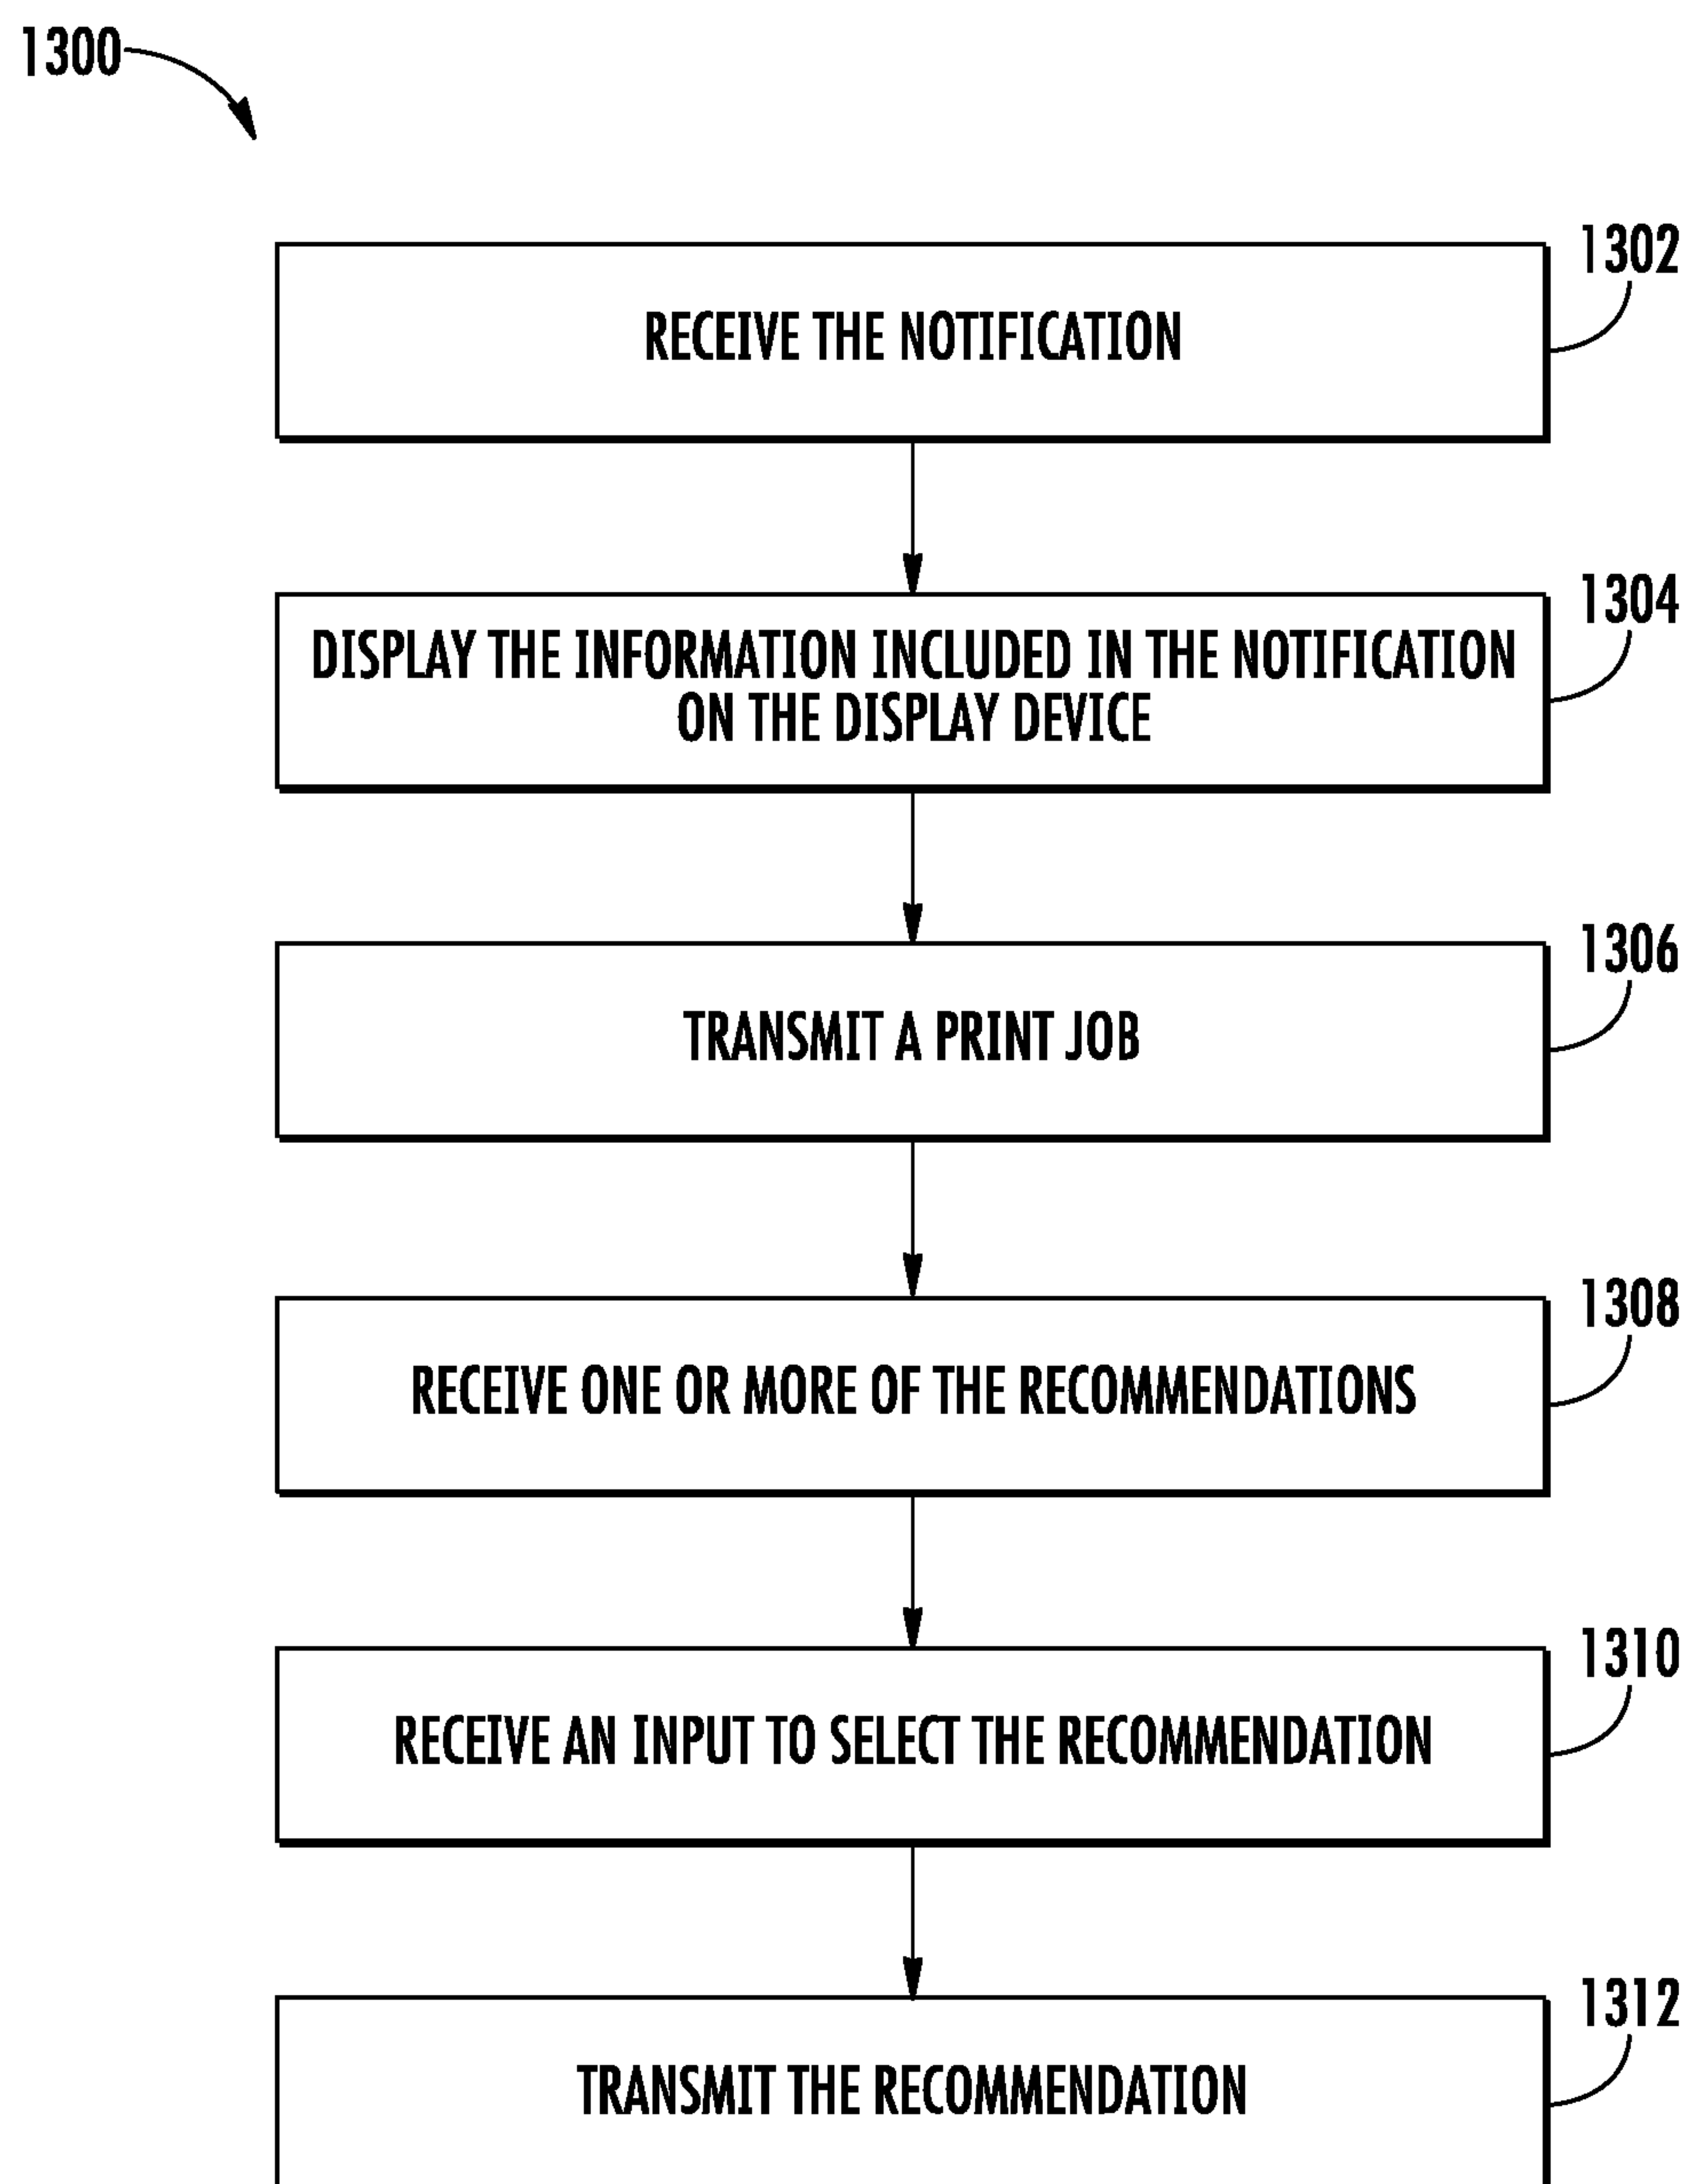 1300
1302
RECEIVE THE NOTIFICATION
1304
DISPLAY THE INFORMATION INCLUDED IN THE NOTIFICATION
ON THE DISPLAY DEVICE
1306
TRANSMIT A PRINT JOB
1308
RECEIVE ONE OR MORE OF THE RECOMMENDATIONS
1310
RECEIVE AN INPUT TO SELECT THE RECOMMENDATION
1312
TRANSMIT THE RECOMMENDATION